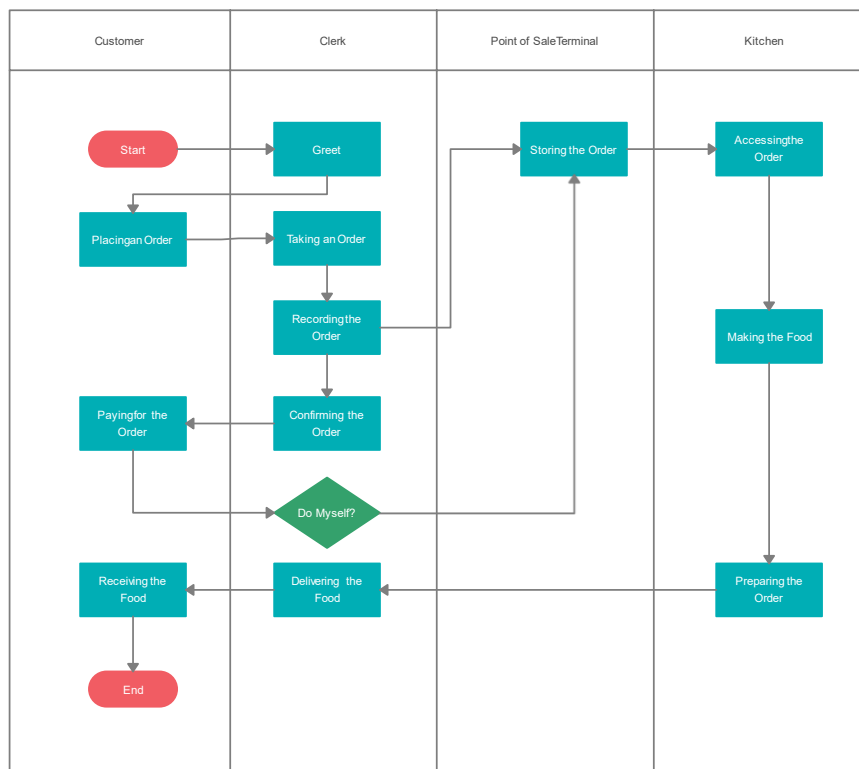 Customer
Clerk
Point of SaleTerminal
Kitchen
Start
Greet
Storing the Order
Accessingthe
Order
Placingan Order
Taking an Order
Recordingthe
Order
Making the Food
Payingfor the
Order
Confirming the
Order
Do Myself?
Receiving the
Food
Delivering the
Food
Preparing the
Order
End